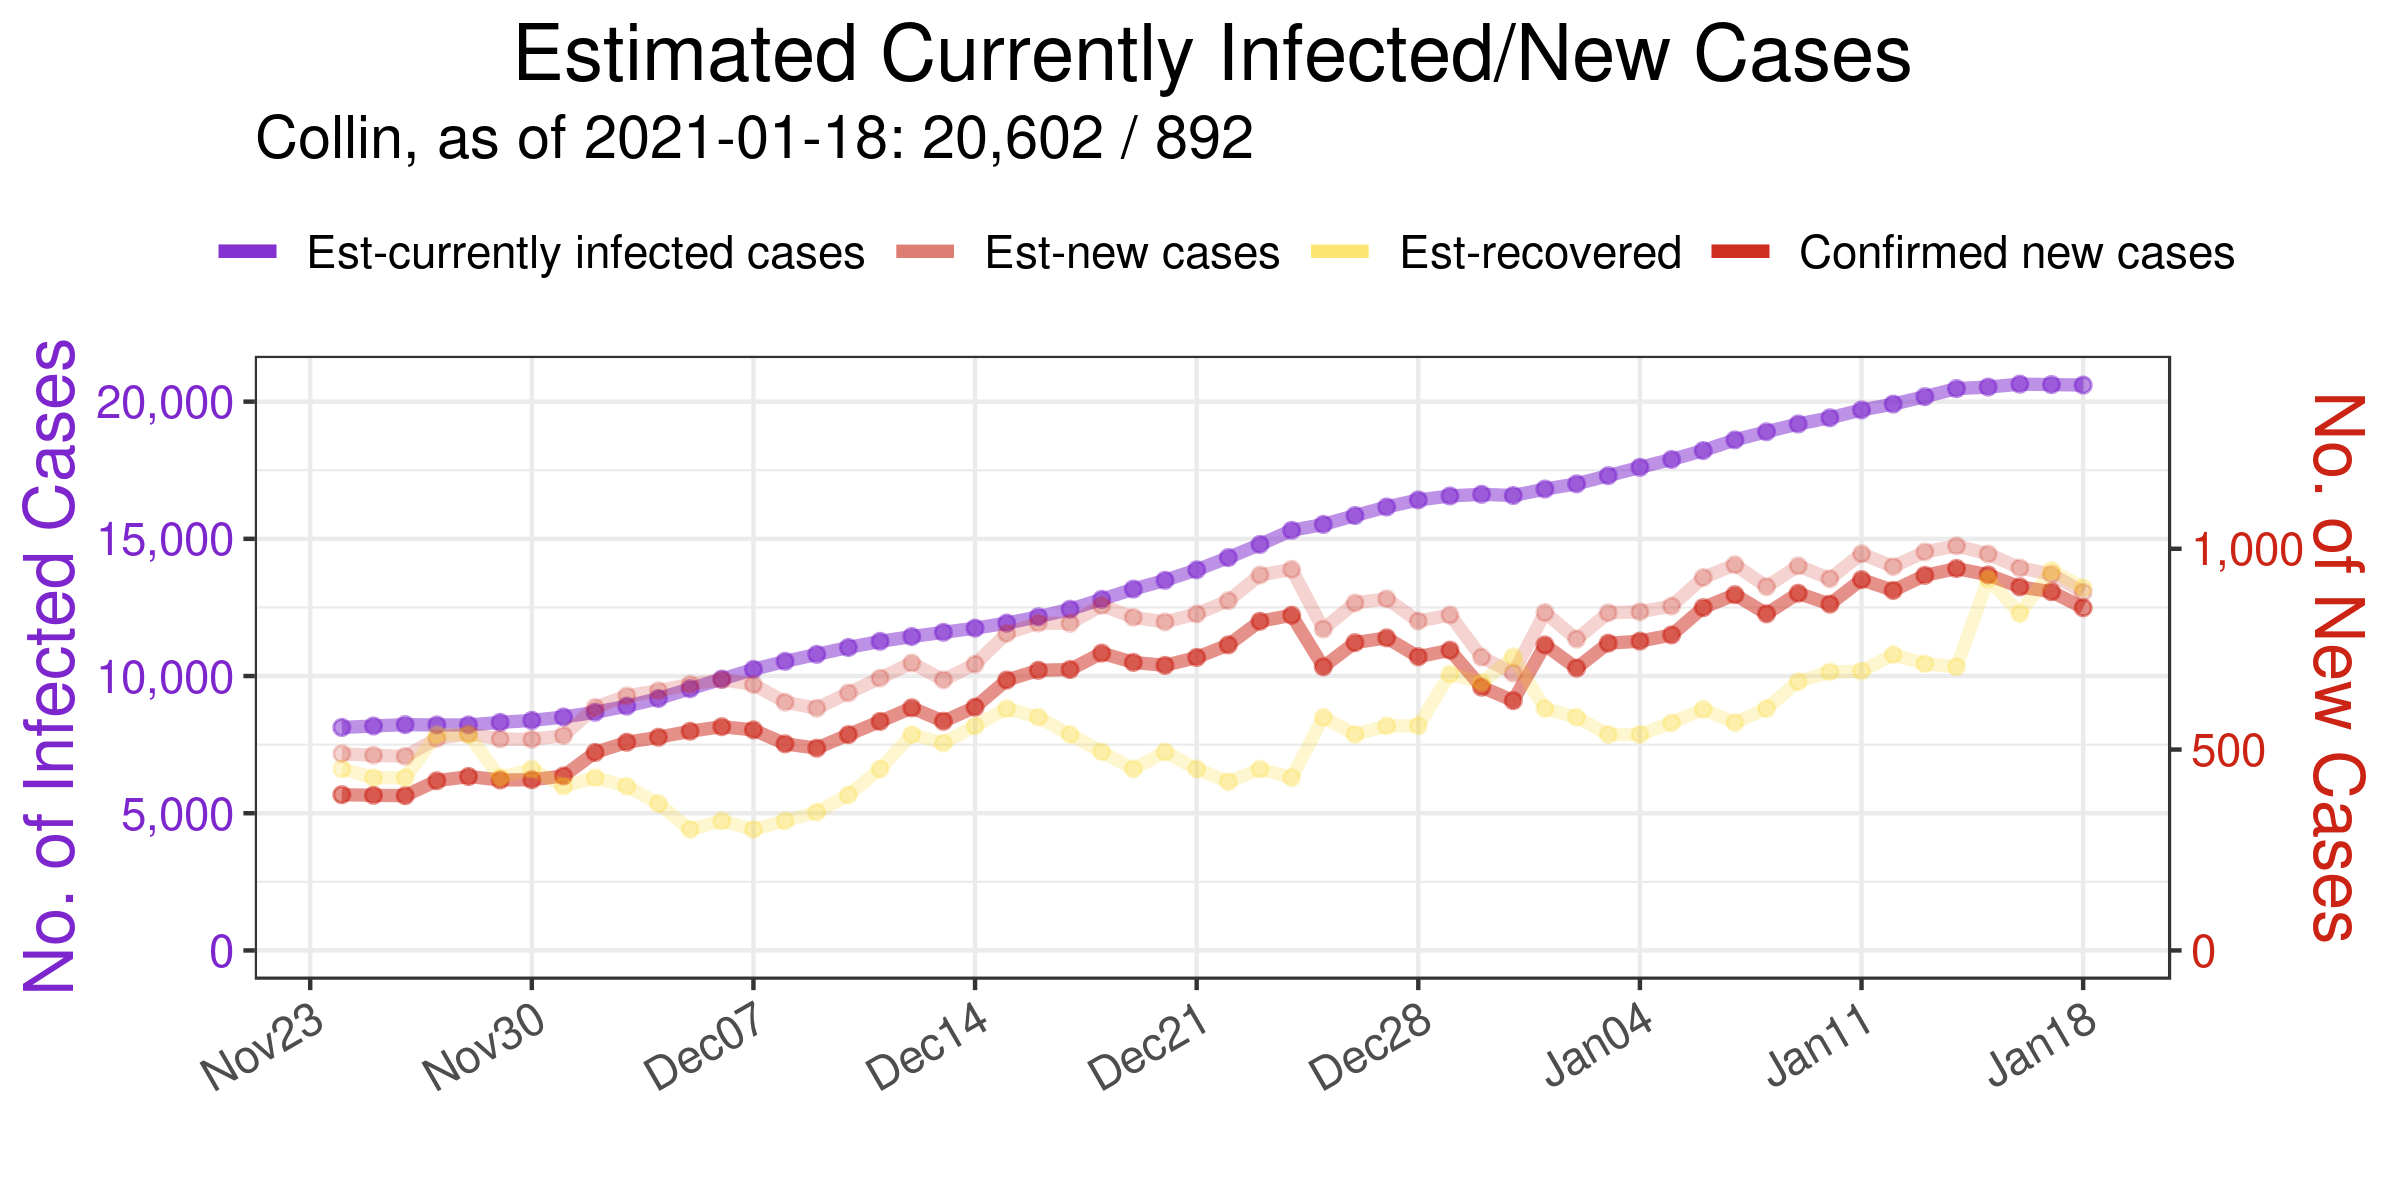 Estimated Currently Infected/New Cases
Collin, as of 2021-01-18: 20,602 / 892
Est-currently infected cases Est-new cases Est-recovered Confirmed new cases
No. of Infected Cases
20,000
15,000
10,000
5,000
0
No. of New Cases
1,000
500
0
Nov23 Nov30 Dec07 Dec14 Dec21 Dec28 Jan04 Jan11 Jan18